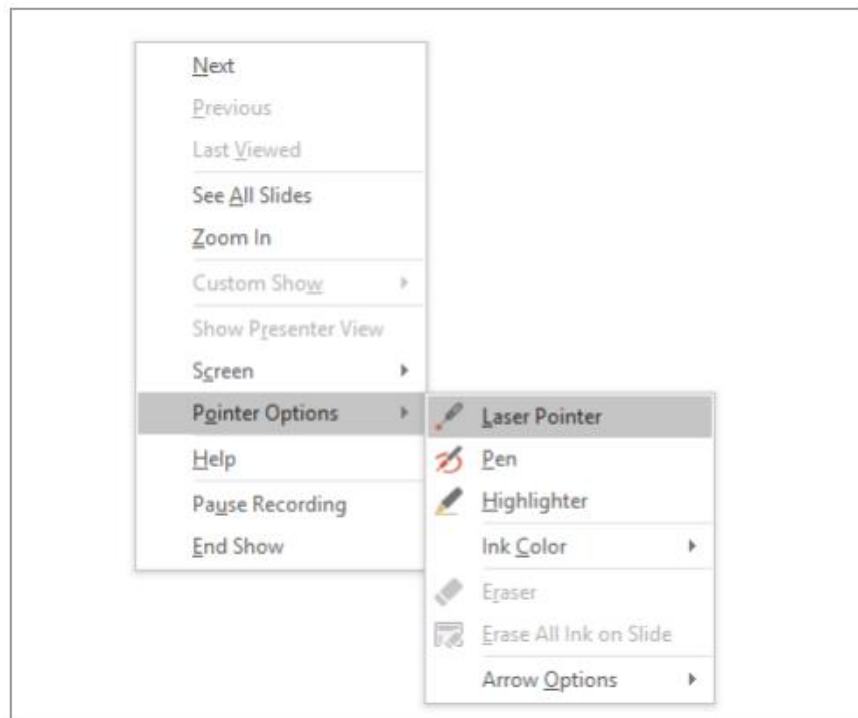 Next
Previous
Last Viewed
See All Slides
Zoom In
Custom Show
Show Presenter View
Screen
Pointer Options
Help
Pause Recording
End Show
Laser Pointer
Pen
Highlighter
Ink Color
Eraser
Erase All Ink on Slide
Arrow Options